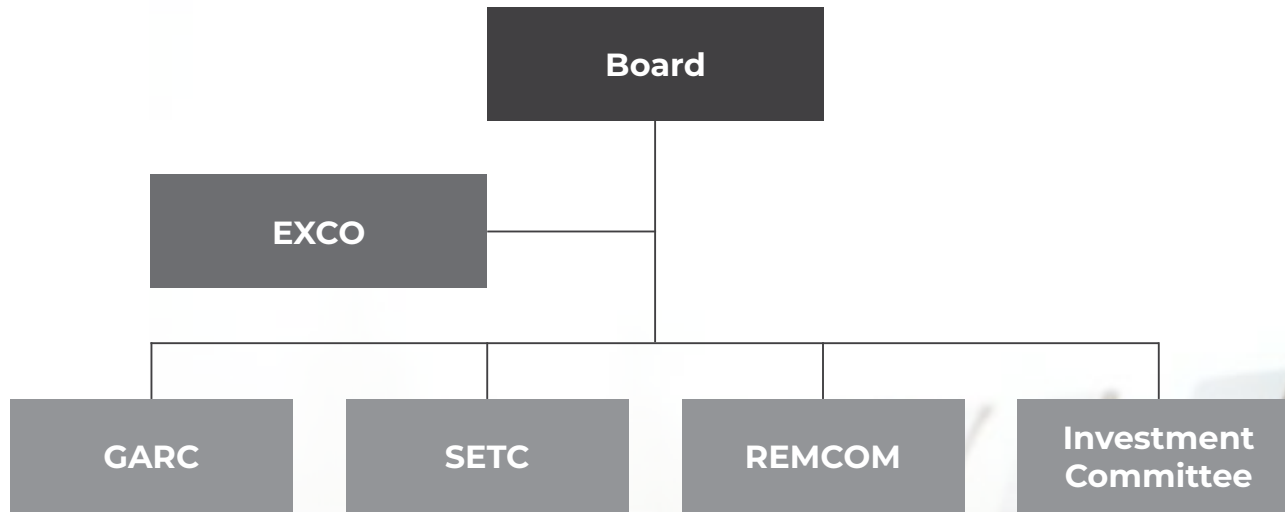 Board
EXCO
GARC
SETC
REMCOM
Investment
Committee